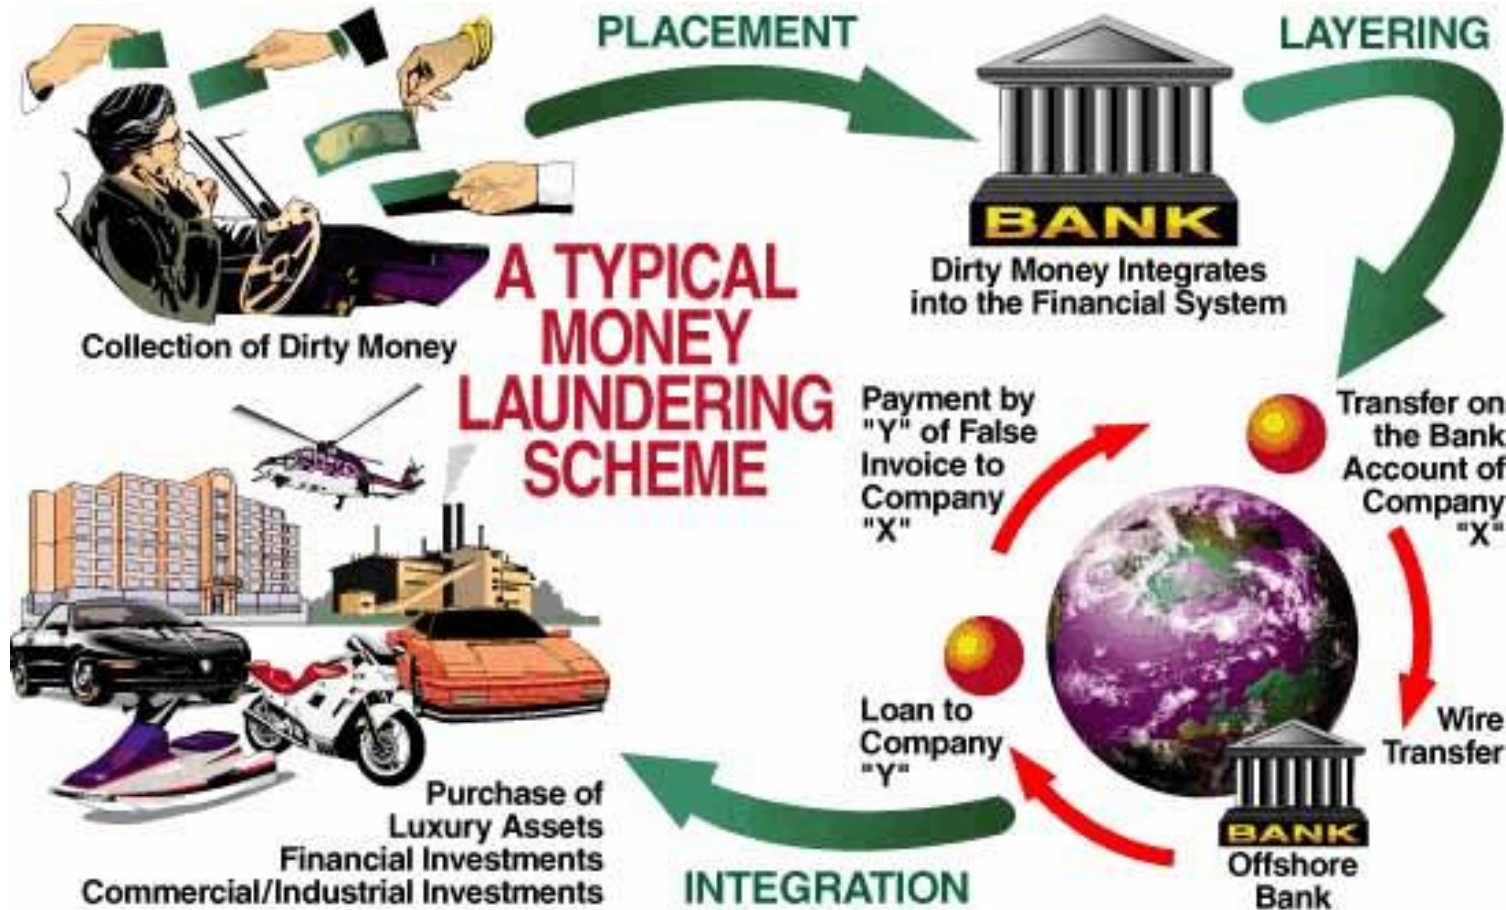 PLACEMENT
LAYERING
BANK
Dirty Money Integrates
into the Financial System
Collection of Dirty Money
A TYPICAL
MONEY
LAUNDERING
SCHEME
Payment by
"Y" of False
Invoice to
Company
"X"
Transfer on
the Bank
Account of
Company
"X"
Wire
Transfer
Loan to
Company
"Y"
BANK
Offshore
Bank
Purchase of
Luxury Assets
Financial Investments
Commercial/Industrial Investments
INTEGRATION